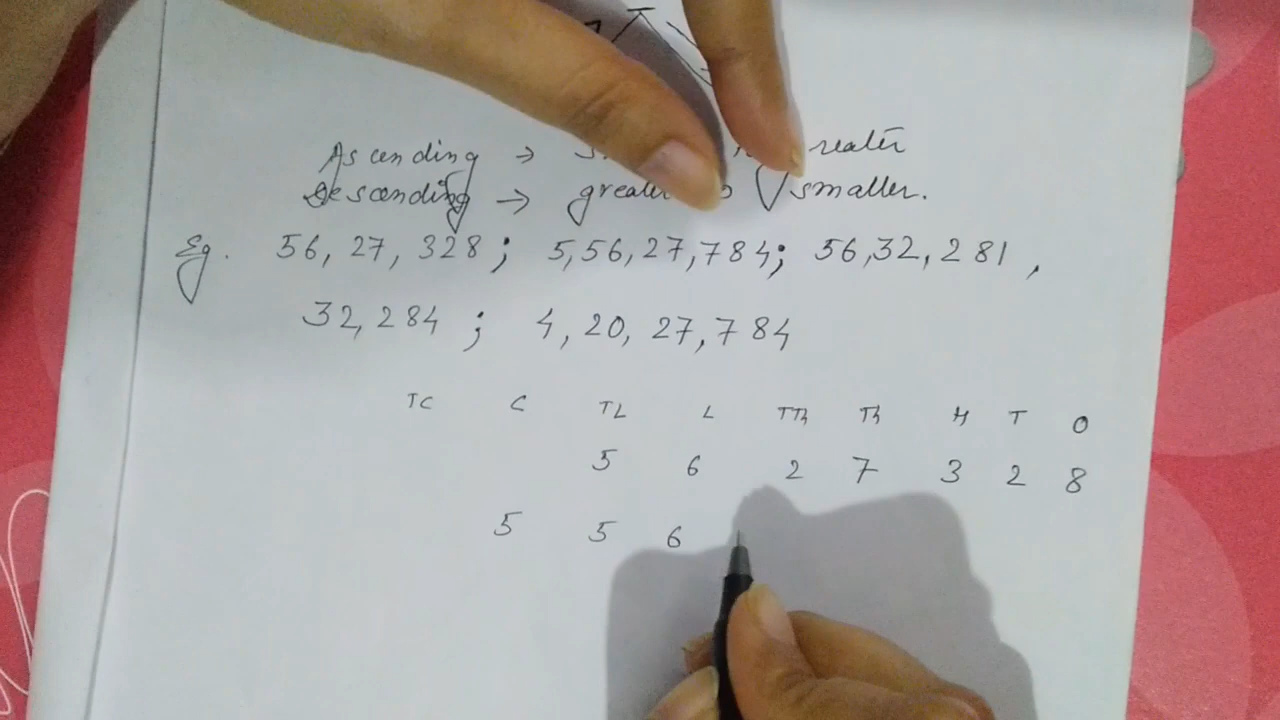 Ascending →
Descending → smaller.
Eg. 56, 27, 328 ; 5,56,27,784; 56,32, 281 ,
32,284 ; 4, 20, 27,784
TC C TL L TTh Th H T O
5 6 2 7 3 2 8
5 5 6